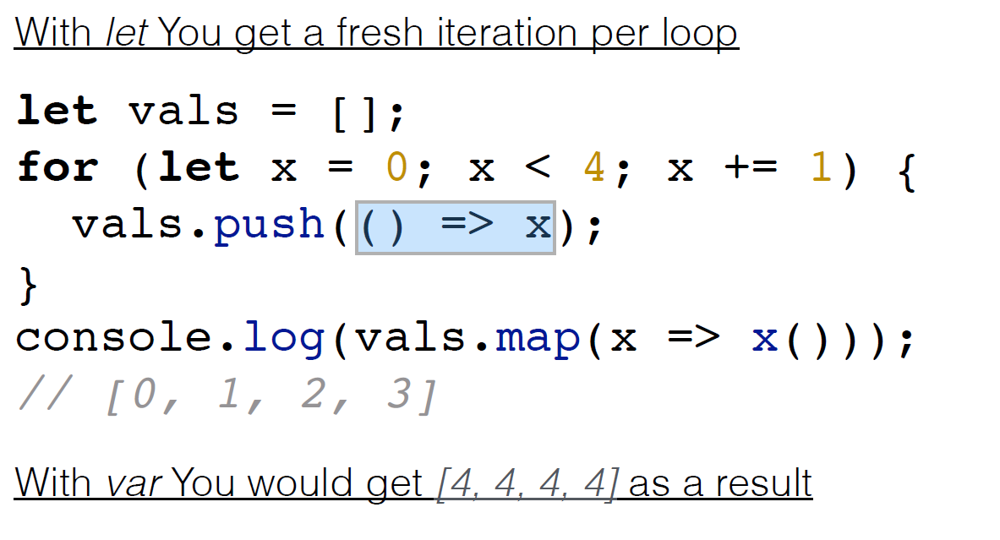 With let You get a fresh iteration per loop
let vals = [];
for (let x = 0; x < 4; x += 1) {
  vals.push(() => x);
}
console.log(vals.map(x => x()));
// [0, 1, 2, 3]
With var You would get [4, 4, 4, 4] as a result